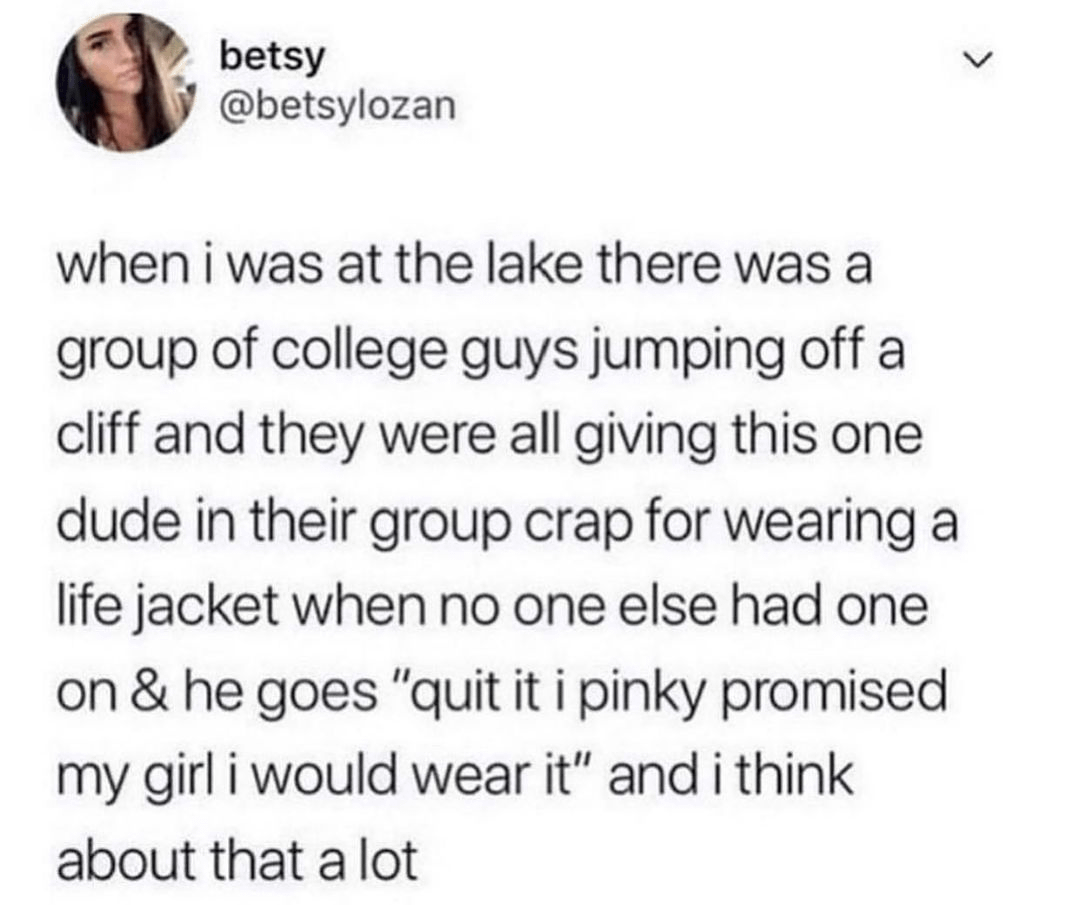 betsy
@betsylozan
when i was at the lake there was a
group of college guys jumping off a
cliff and they were all giving this one
dude in their group crap for wearing a
life jacket when no one else had one
on & he goes "quit it i pinky promised
my girl i would wear it" and i think
about that a lot